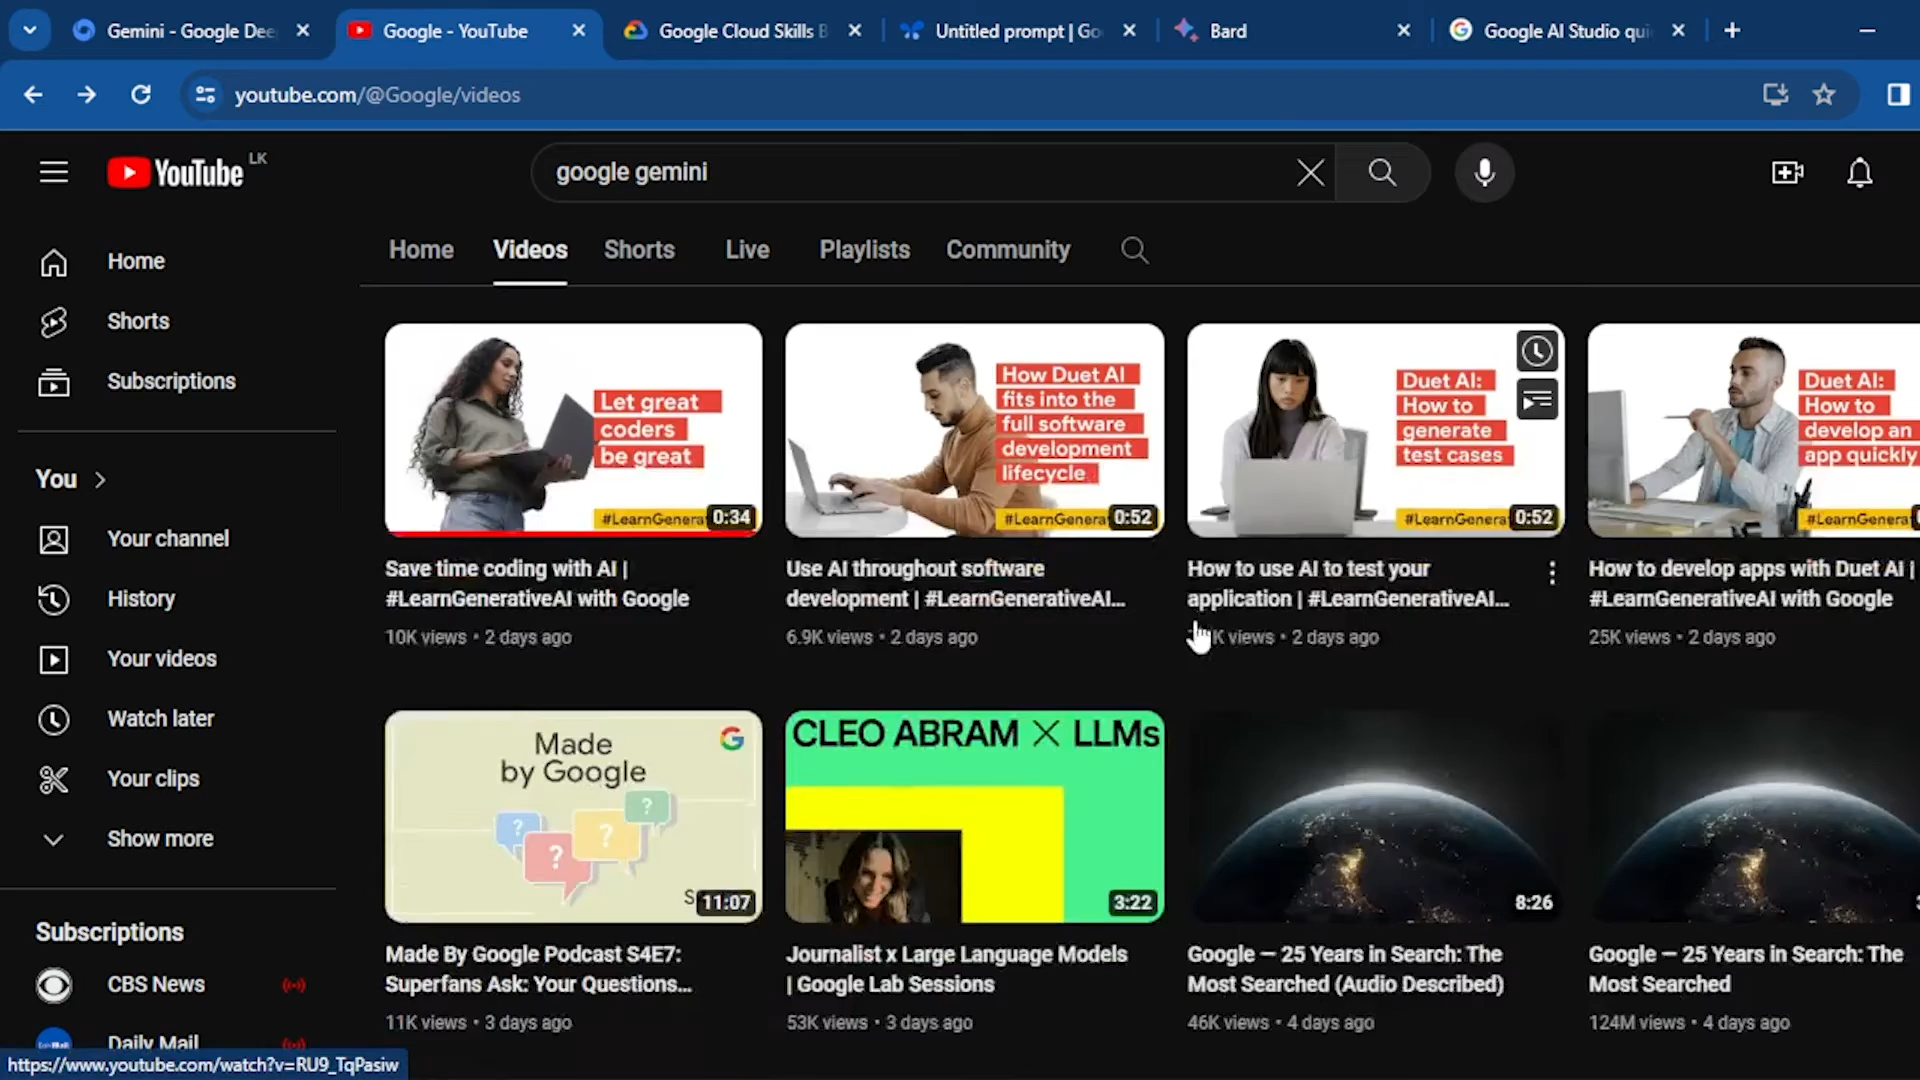 Gemini - Google Dee
Google - YouTube
Google Cloud Skills B
Untitled prompt | Go
Bard
Google AI Studio qui
youtube.com/@Google/videos
YouTube LK
google gemini
Home
Videos
Shorts
Live
Playlists
Community
Home
Shorts
Subscriptions
You
Your channel
History
Your videos
Watch later
Your clips
Show more
Subscriptions
CBS News
Daily Mail
Let great
coders
be great
#LearnGenera
0:34
Save time coding with AI |
#LearnGenerativeAI with Google
10K views • 2 days ago
How Duet AI
fits into the
full software
development
lifecycle
#LearnGenera
0:52
Use AI throughout software
development | #LearnGenerativeAI...
6.9K views • 2 days ago
Duet AI:
How to
generate
test cases
#LearnGenera
0:52
How to use AI to test your
application | #LearnGenerativeAI...
K views • 2 days ago
Duet AI:
How to
develop an
app quickly
#LearnGenerat
How to develop apps with Duet AI |
#LearnGenerativeAI with Google
25K views • 2 days ago
Made
by Google
S
11:07
Made By Google Podcast S4E7:
Superfans Ask: Your Questions...
11K views • 3 days ago
CLEO ABRAM X LLMs
3:22
Journalist x Large Language Models
| Google Lab Sessions
53K views • 3 days ago
8:26
Google — 25 Years in Search: The
Most Searched (Audio Described)
46K views • 4 days ago
Google — 25 Years in Search: The
Most Searched
124M views • 4 days ago
https://www.youtube.com/watch?v=RU9_TqPasiw